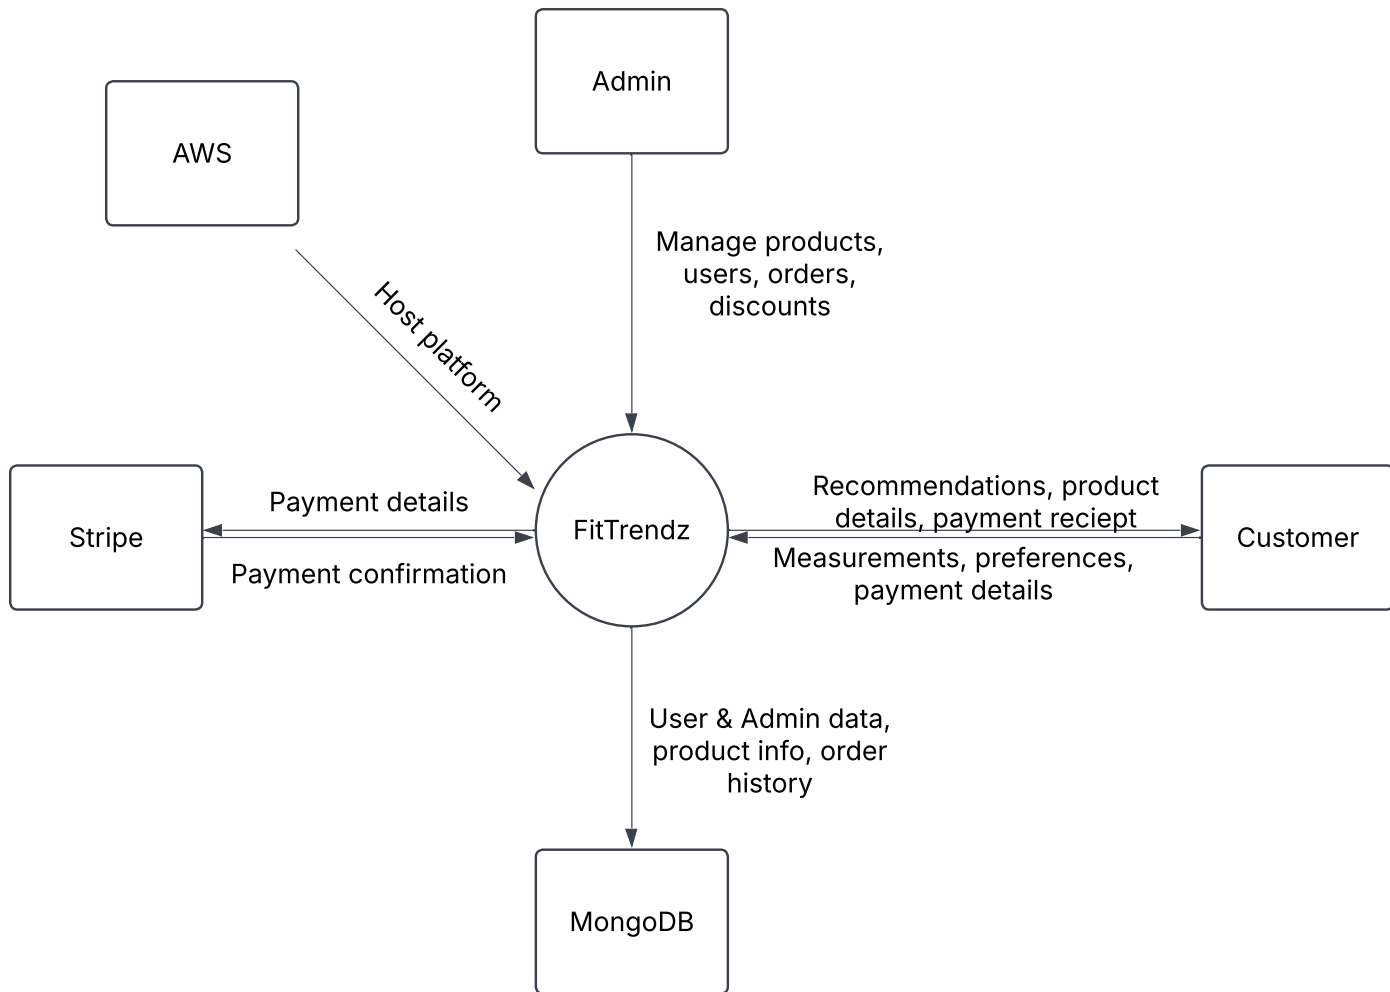 Admin
AWS
Manage products,
users, orders,
discounts
Host platform
Payment details
Stripe
Payment confirmation
FitTrendz
Recommendations, product
details, payment reciept
Measurements, preferences,
payment details
Customer
User & Admin data,
product info, order
history
MongoDB